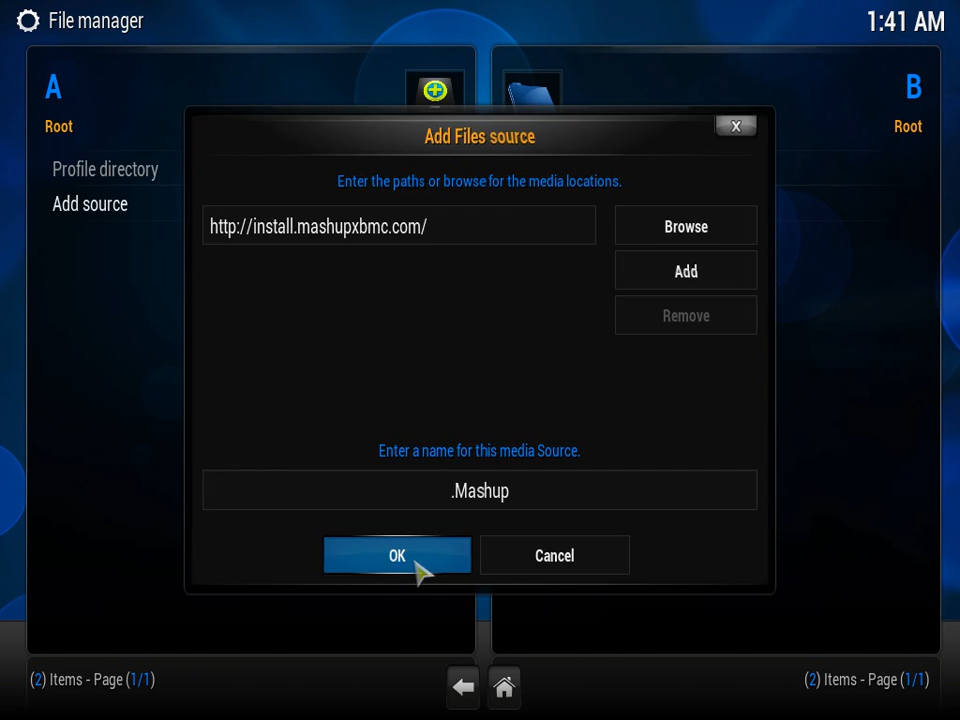 File manager
1:41 AM
A
B
Root
Root
Profile directory
Add source
Add Files source
X
Enter the paths or browse for the media locations.
http://install.mashupxbmc.com/
Browse
Add
Remove
Enter a name for this media Source.
.Mashup
OK
Cancel
(2) Items - Page (1/1)
(2) Items - Page (1/1)